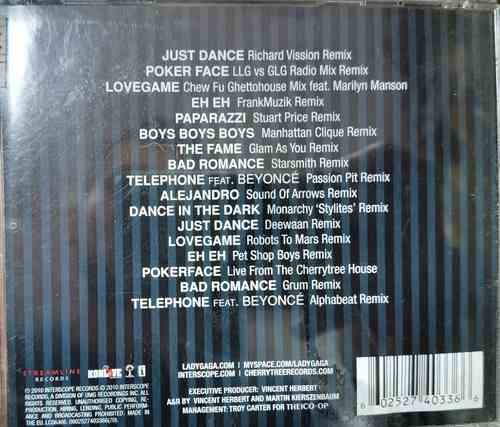 JUST DANCE Richard Vission Remix
POKER FACE LLG vs GLG Radio Mix Remix
LOVEGAME Chew Fu Ghettohouse Mix feat. Marilyn Manson
EH EH FrankMuzik Remix
PAPARAZZI Stuart Price Remix
BOYS BOYS BOYS Manhattan Clique Remix
THE FAME Glam As You Remix
BAD ROMANCE Starsmith Remix
TELEPHONE FEAT. BEYONCÉ Passion Pit Remix
ALEJANDRO Sound Of Arrows Remix
DANCE IN THE DARK Monarchy 'Stylites' Remix
JUST DANCE Deewaan Remix
LOVEGAME Robots To Mars Remix
EH EH Pet Shop Boys Remix
POKERFACE Live From The Cherrytree House
BAD ROMANCE Grum Remix
TELEPHONE FEAT. BEYONCÉ Alphabeat Remix
STREAMLINE
RECORDS
KONLIVE
LADYGAGA.COM | MYSPACE.COM/LADYGAGA
INTERSCOPE.COM | CHERRYTREERECORDS.COM
EXECUTIVE PRODUCER: VINCENT HERBERT
A&R BY VINCENT HERBERT AND MARTIN KIERSZENBAUM
MANAGEMENT: TROY CARTER FOR THE CO-OP
℗ 2010 INTERSCOPE RECORDS © 2010 INTERSCOPE
RECORDS, A DIVISION OF UMG RECORDINGS INC. ALL
RIGHTS RESERVED. UNAUTHORISED COPYING, RE-
PRODUCTION, HIRING, LENDING, PUBLIC PERFORM-
ANCE AND BROADCASTING PROHIBITED. MADE IN
THE EU.
6 02527 40336 6